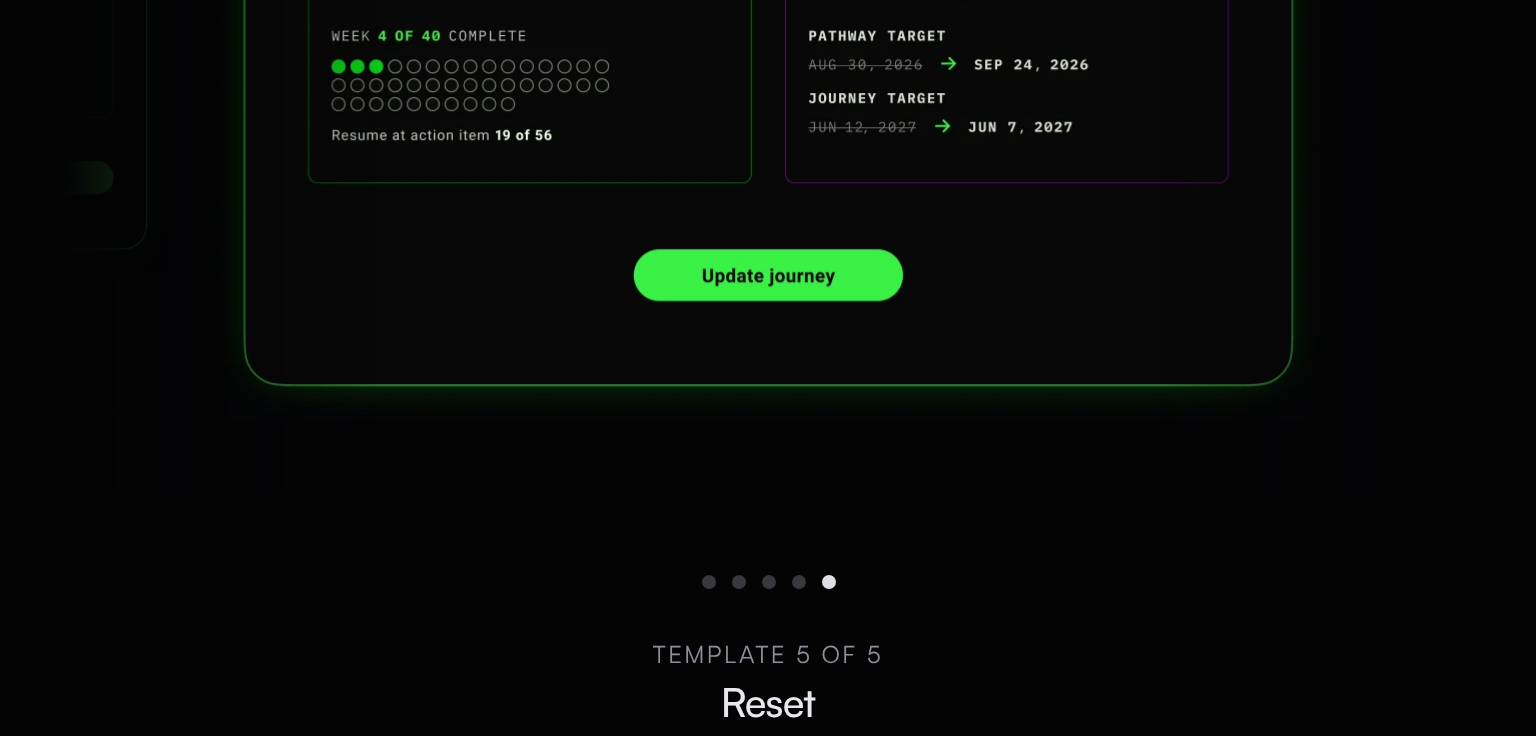 WEEK 4 OF 40 COMPLETE
Resume at action item 19 of 56
PATHWAY TARGET
AUG 30, 2026 → SEP 24, 2026
JOURNEY TARGET
JUN 12, 2027 → JUN 7, 2027
Update journey
TEMPLATE 5 OF 5
Reset